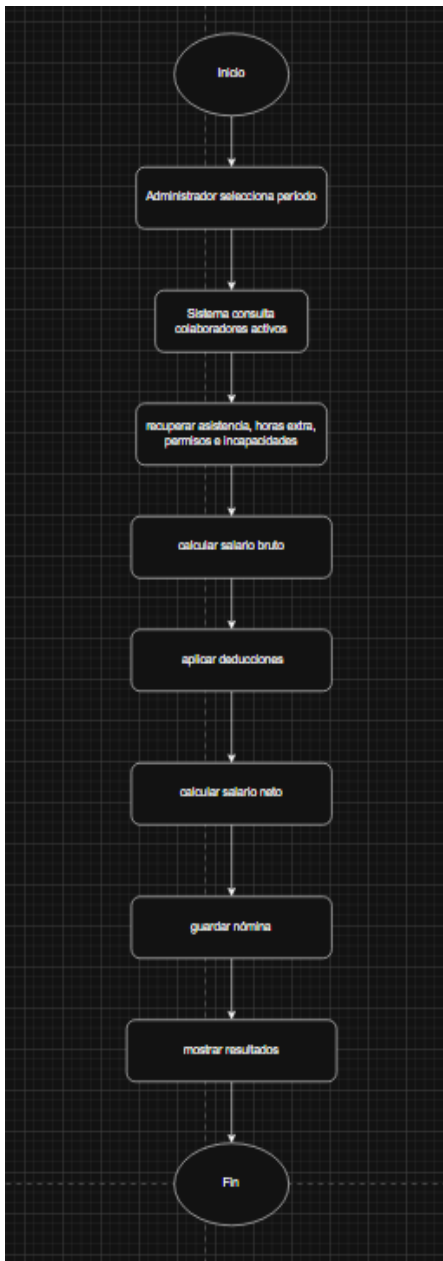 Inicio
Administrador selecciona período
Sistema consulta
colaboradores activos
recuperar asistencia, horas extra,
permisos e incapacidades
calcular salario bruto
aplicar deducciones
calcular salario neto
guardar nómina
mostrar resultados
Fin